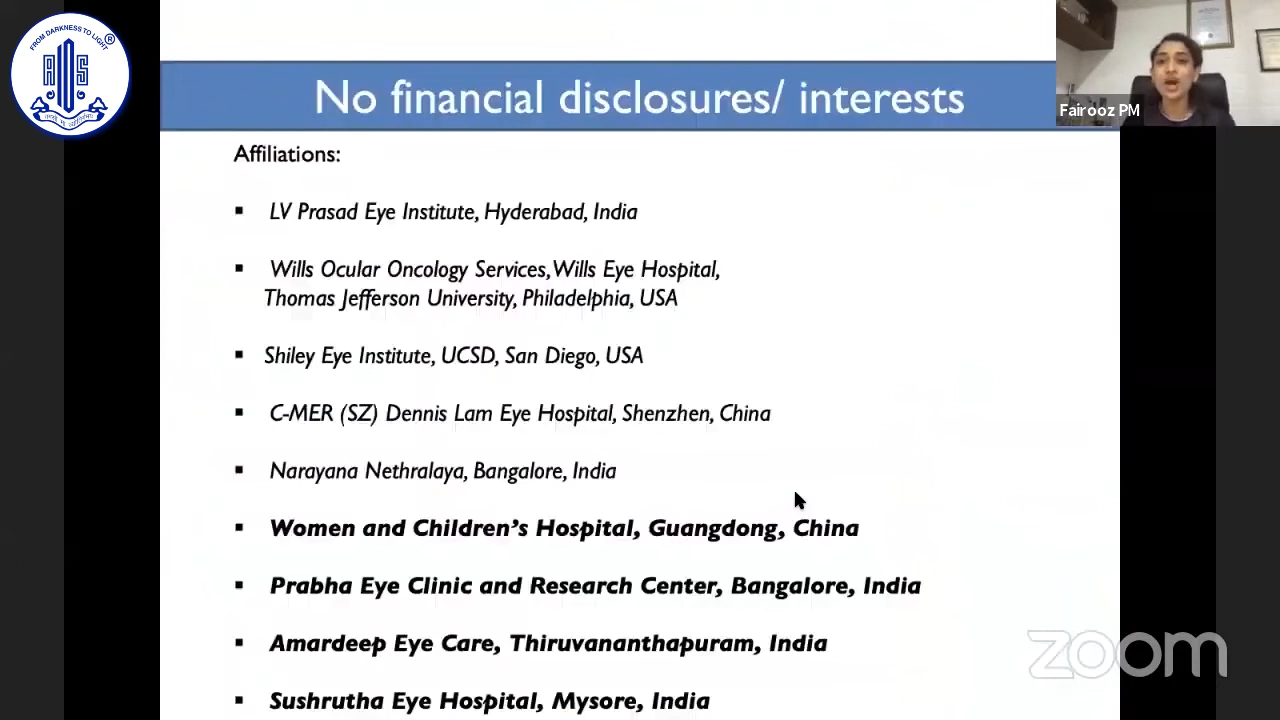 FROM DARKNESS TO LIGHT
®
AIOS
No financial disclosures/ interests
Fairooz PM
Affiliations:
▪ LV Prasad Eye Institute, Hyderabad, India
▪ Wills Ocular Oncology Services, Wills Eye Hospital,
Thomas Jefferson University, Philadelphia, USA
▪ Shiley Eye Institute, UCSD, San Diego, USA
▪ C-MER (SZ) Dennis Lam Eye Hospital, Shenzhen, China
▪ Narayana Nethralaya, Bangalore, India
▪ Women and Children’s Hospital, Guangdong, China
▪ Prabha Eye Clinic and Research Center, Bangalore, India
▪ Amardeep Eye Care, Thiruvananthapuram, India
▪ Sushrutha Eye Hospital, Mysore, India
zoom